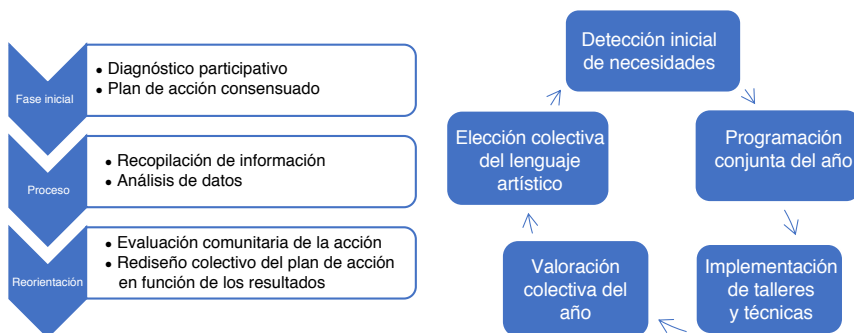 Fase inicial
• Diagnóstico participativo
• Plan de acción consensuado
Proceso
• Recopilación de información
• Análisis de datos
Reorientación
• Evaluación comunitaria de la acción
• Rediseño colectivo del plan de acción
en función de los resultados
Detección inicial
de necesidades
Programación
conjunta del año
Implementación
de talleres
y técnicas
Valoración
colectiva del
año
Elección colectiva
del lenguaje
artístico